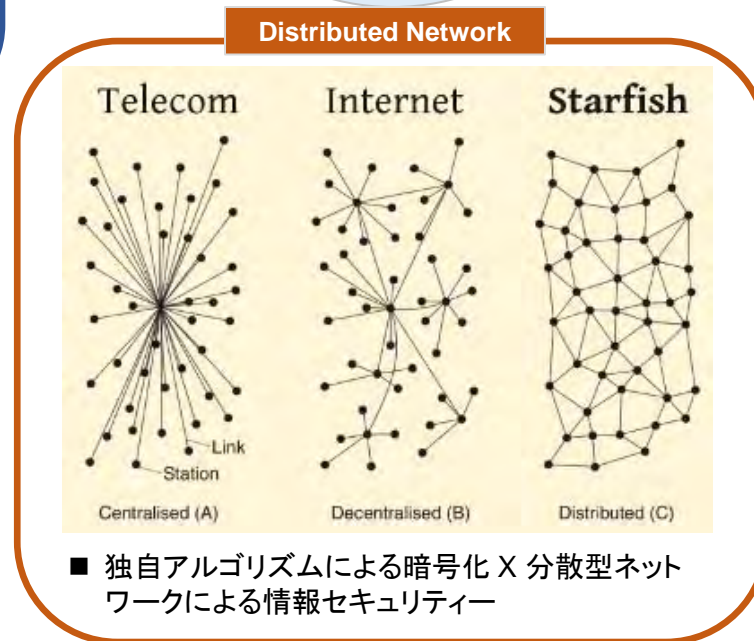 Distributed Network
Telecom
Internet
Starfish
Link
Station
Centralised (A)
Decentralised (B)
Distributed (C)
■ 独自アルゴリズムによる暗号化 X 分散型ネット
ワークによる情報セキュリティー